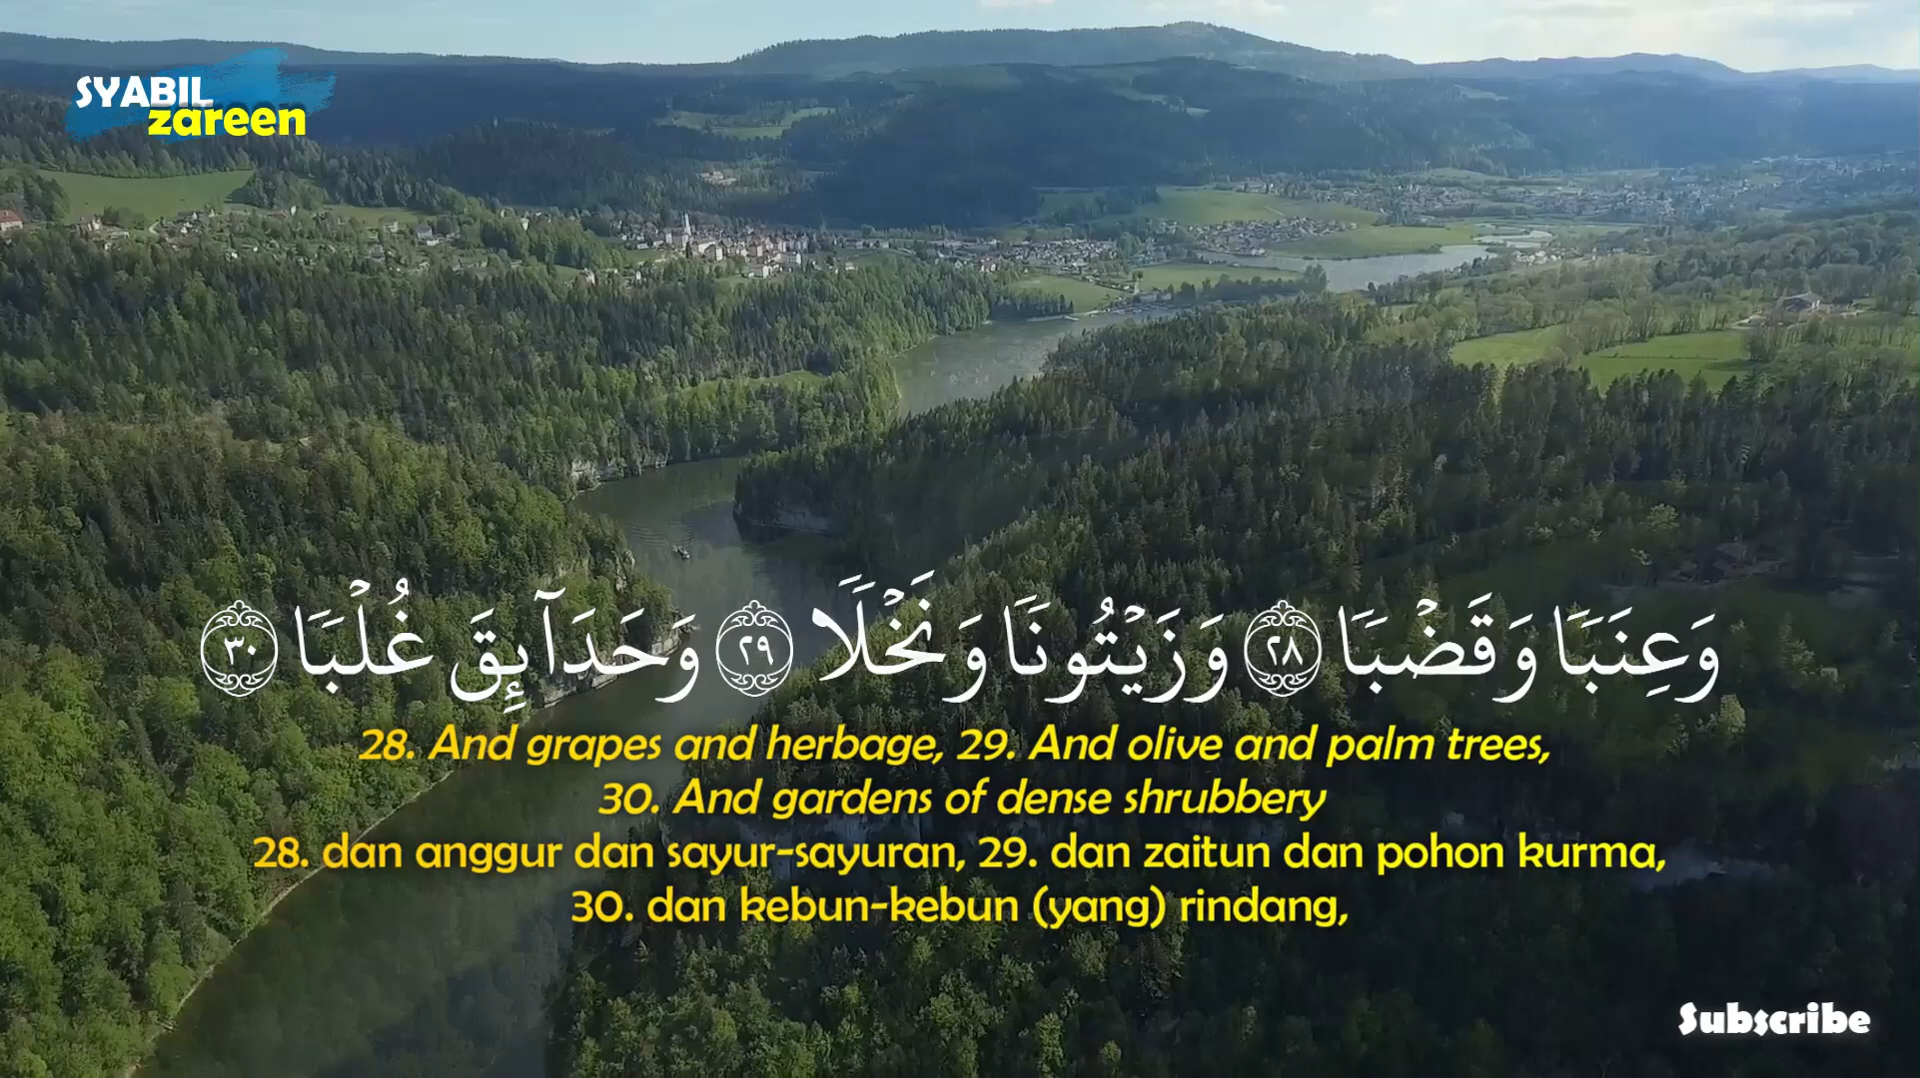 SYABIL
zareen
وَعِنَبًا وَقَضْبًا ٢٨ وَزَيْتُونًا وَنَخْلًا ٢٩ وَحَدَآئِقَ غُلْبًا ٣٠
28. And grapes and herbage, 29. And olive and palm trees,
30. And gardens of dense shrubbery
28. dan anggur dan sayur-sayuran, 29. dan zaitun dan pohon kurma,
30. dan kebun-kebun (yang) rindang,
Subscribe